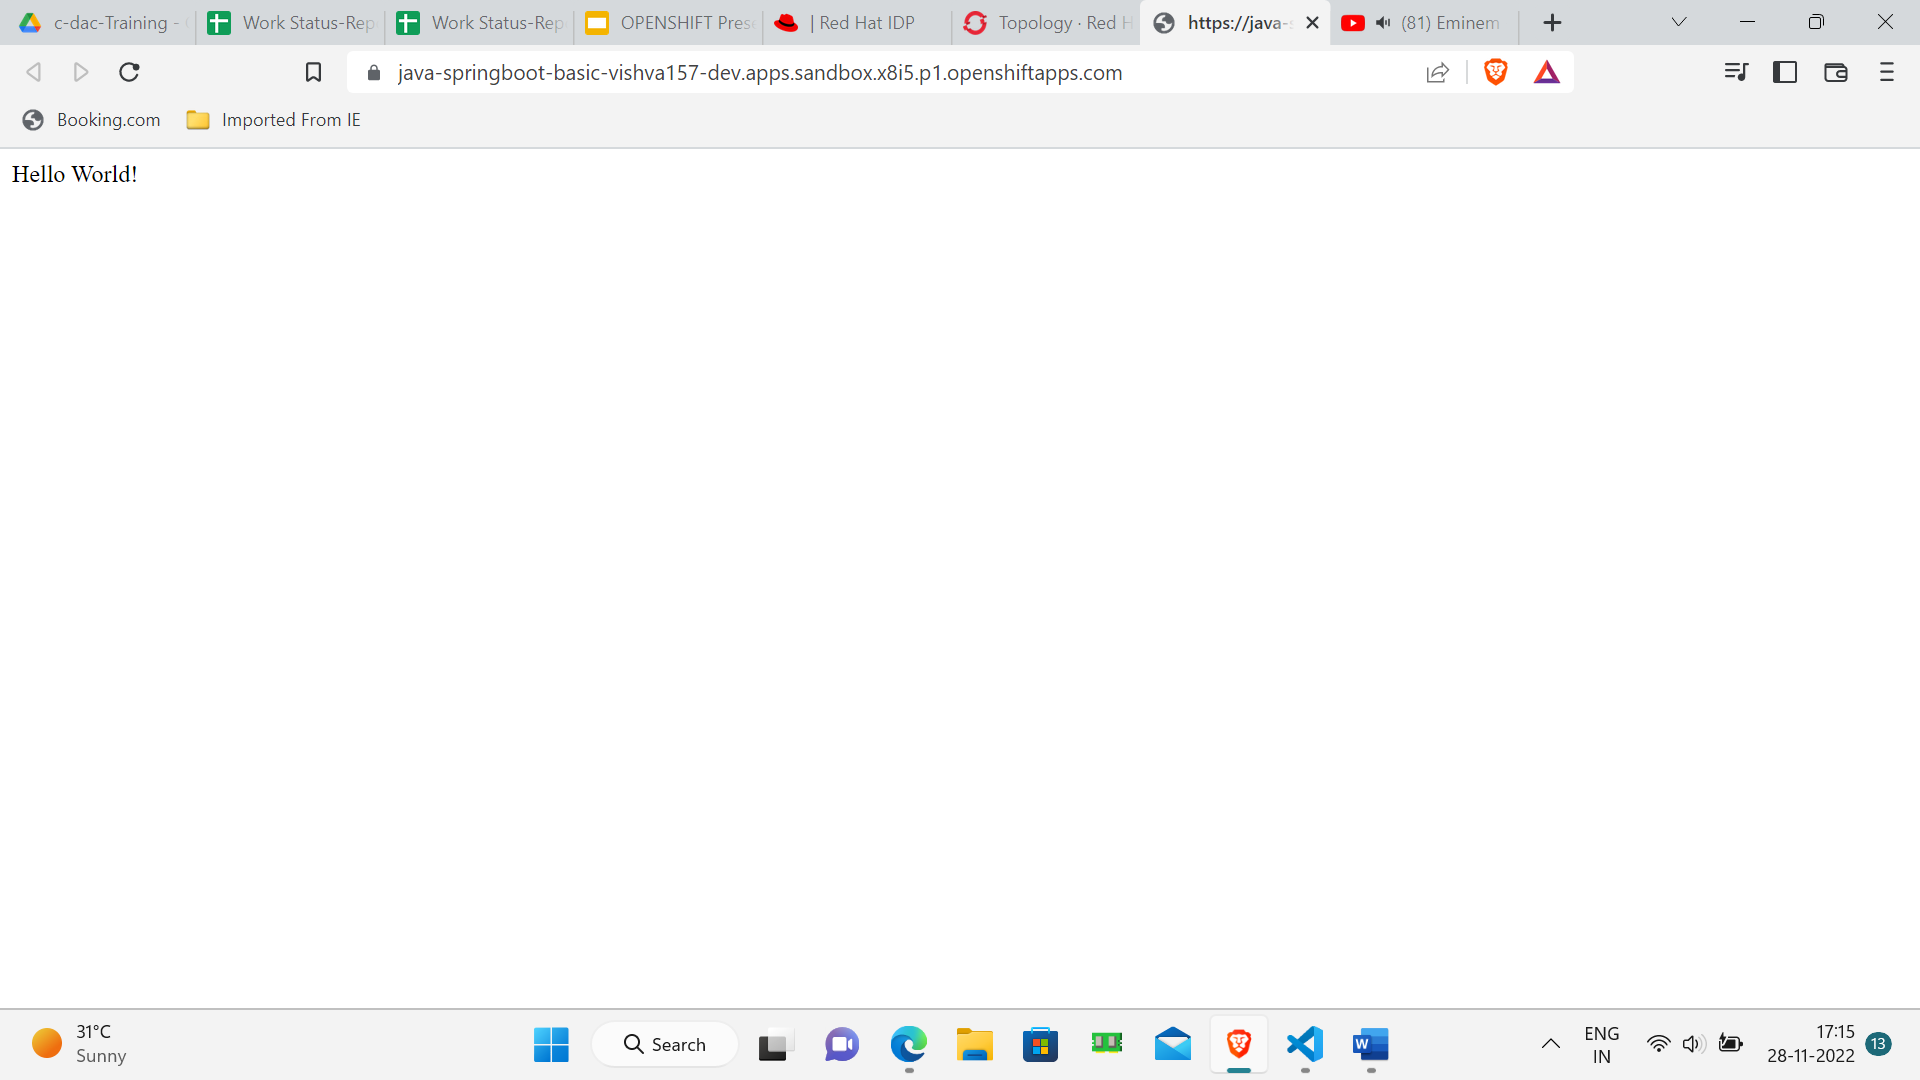 c-dac-Training -
Work Status-Rep
Work Status-Rep
OPENSHIFT Prese
| Red Hat IDP
Topology · Red H
https://java-s
(81) Eminem
java-springboot-basic-vishva157-dev.apps.sandbox.x8i5.p1.openshiftapps.com
Booking.com
Imported From IE
Hello World!
31°C
Sunny
Search
W
ENG
IN
17:15
28-11-2022
13